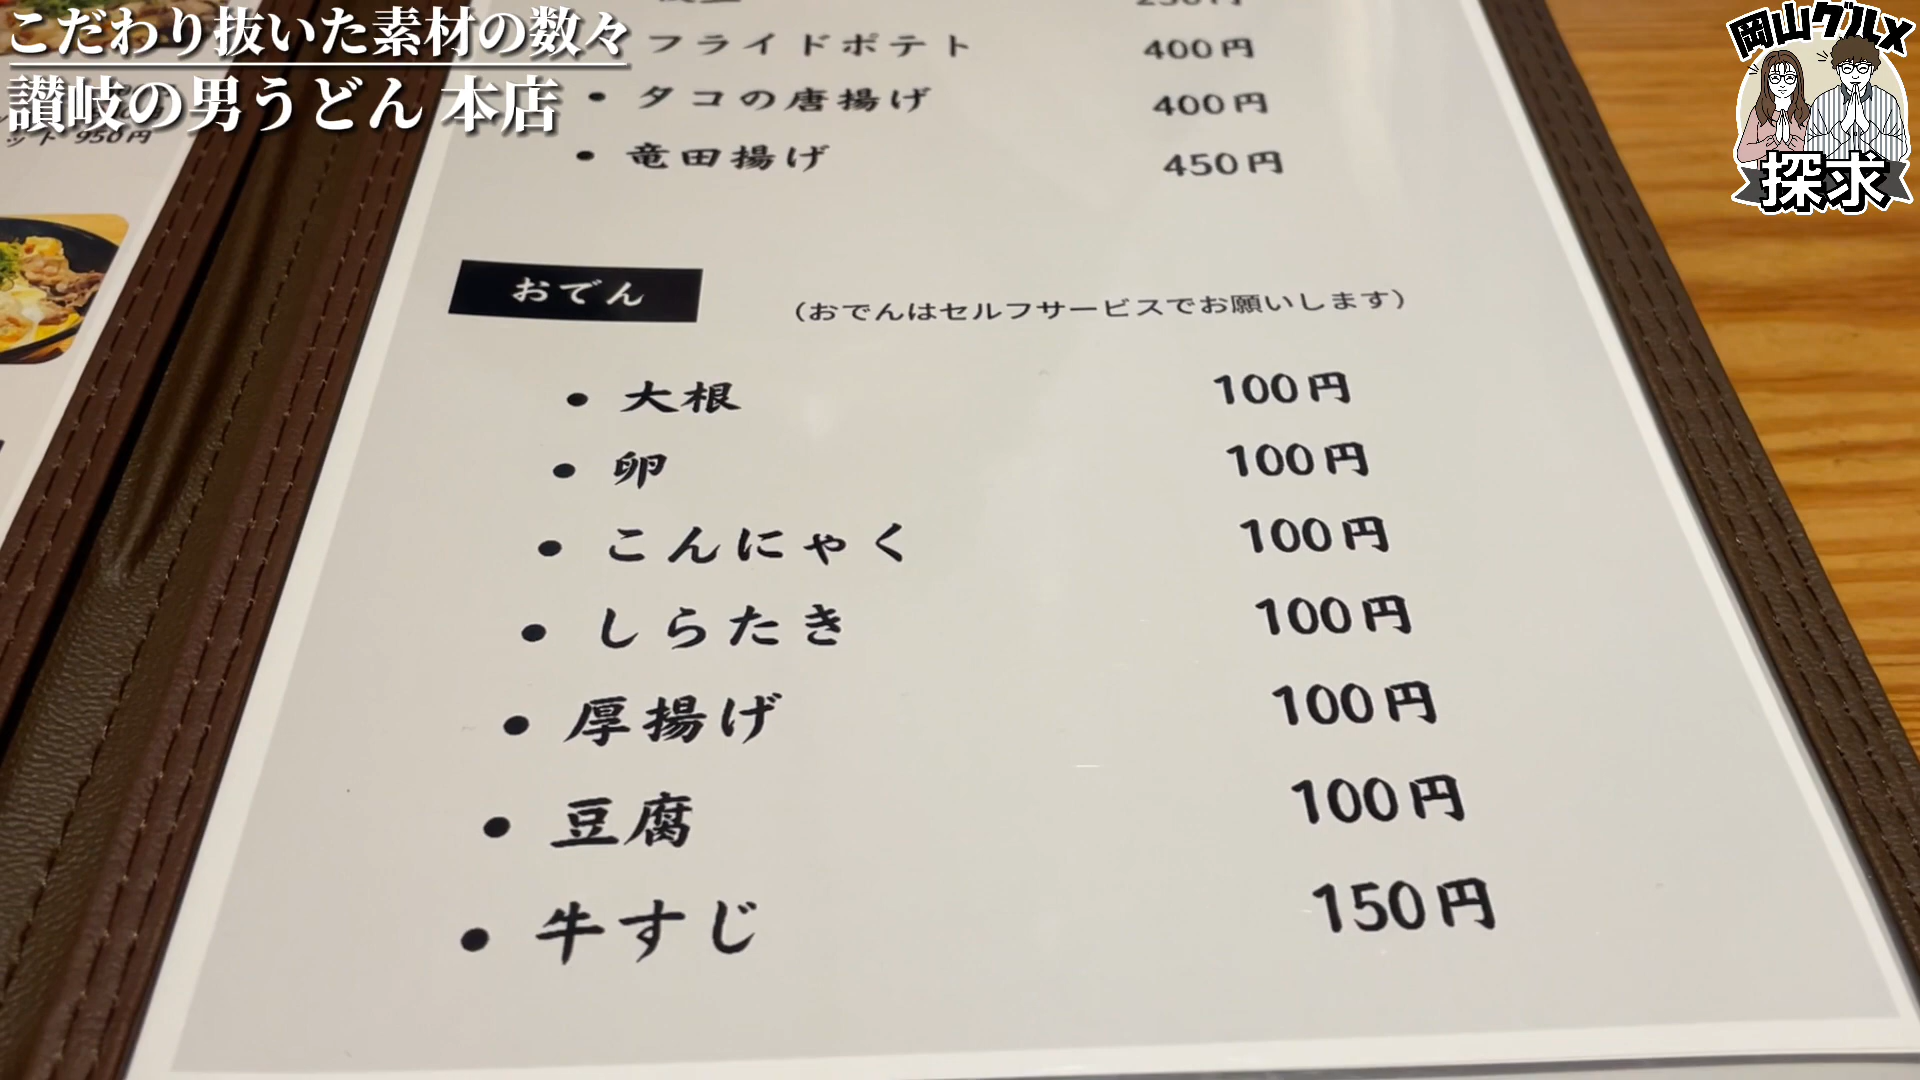 こだわり抜いた素材の数々
讃岐の男うどん 本店
岡山グルメ
探求
ット 950円
フライドポテト 400円
• タコの唐揚げ 400円
• 竜田揚げ 450円
おでん (おでんはセルフサービスでお願いします)
• 大根 100円
• 卵 100円
• こんにゃく 100円
• しらたき 100円
• 厚揚げ 100円
• 豆腐 100円
• 牛すじ 150円